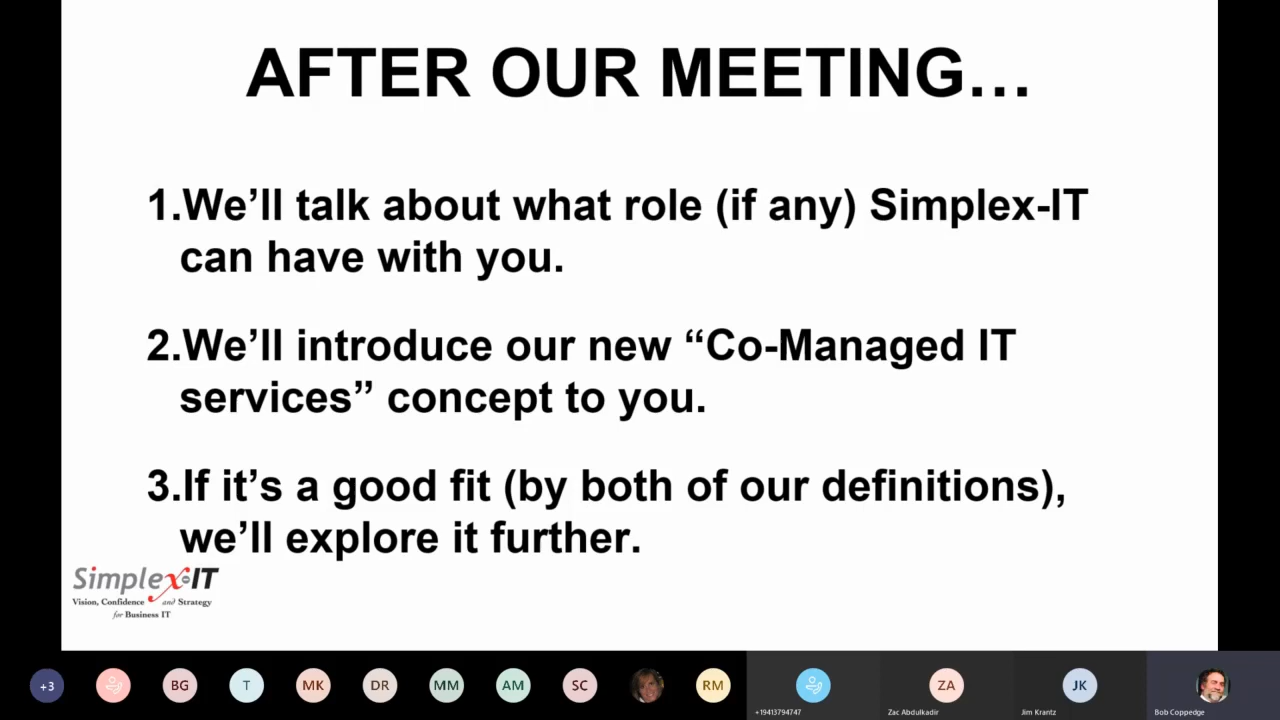 AFTER OUR MEETING…
1.We’ll talk about what role (if any) Simplex-IT
can have with you.
2.We’ll introduce our new “Co-Managed IT
services” concept to you.
3.If it’s a good fit (by both of our definitions),
we’ll explore it further.
Simplex-IT
Vision, Confidence and Strategy
for Business IT
+3
BG
T
MK
DR
MM
AM
SC
RM
+19413794747
ZA
Zac Abdulkadir
JK
Jim Krantz
Bob Coppedge